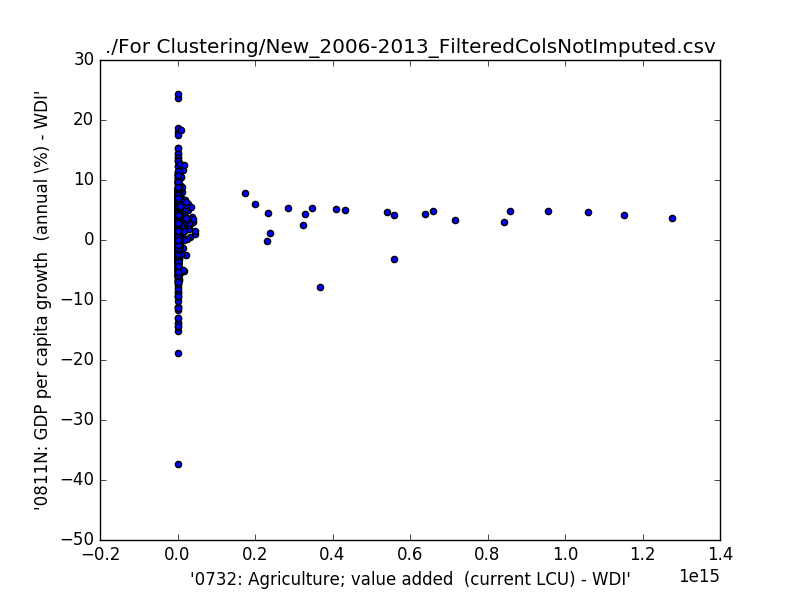 ./For Clustering/New_2006-2013_FilteredColsNotImputed.csv
30
20
10
0
−10
−20
−30
−40
−50
'0811N: GDP per capita growth  (annual \%) - WDI'
−0.2 0.0 0.2 0.4 0.6 0.8 1.0 1.2 1.4
1e15
'0732: Agriculture; value added  (current LCU) - WDI'